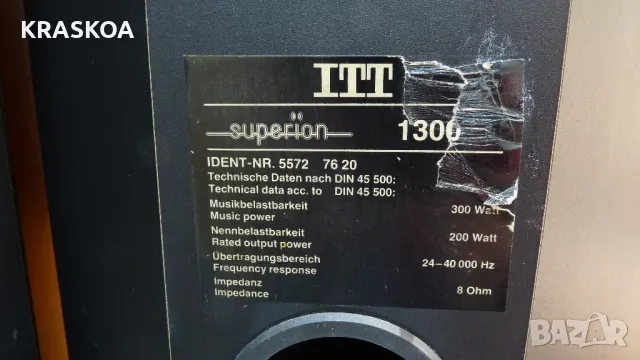 KRASKOA
ITT
superion 1300
IDENT-NR. 5572 76 20
Technische Daten nach DIN 45 500:
Technical data acc. to DIN 45 500:
Musikbelastbarkeit 300 Watt
Music power
Nennbelastbarkeit 200 Watt
Rated output power
Übertragungsbereich 24-40 000 Hz
Frequency response
Impedanz 8 Ohm
Impedance
BAZAR
bg